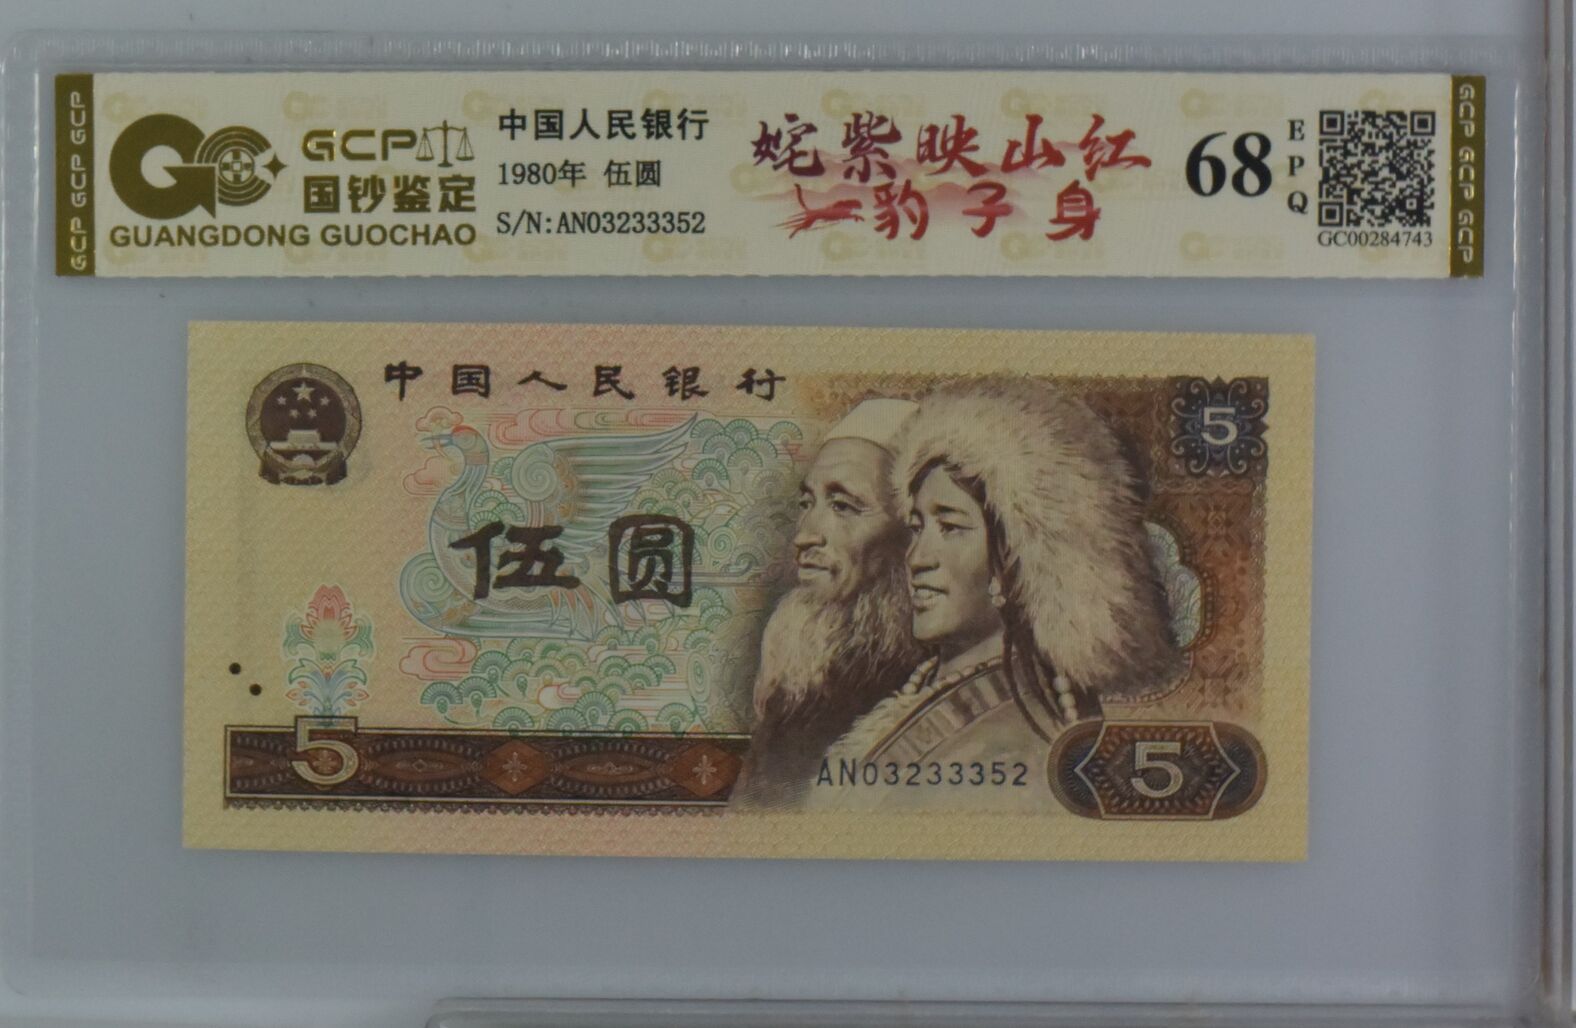 GCP GCP GCP
GCP
国钞鉴定
GUANGDONG GUOCHAO
中国人民银行
1980年 伍圆
S/N:AN03233352
姹紫映山红
豹子身
68
EPQ
GC00284743
GCP GCP GCP
中国人民银行
5
伍圆
5
AN03233352
5